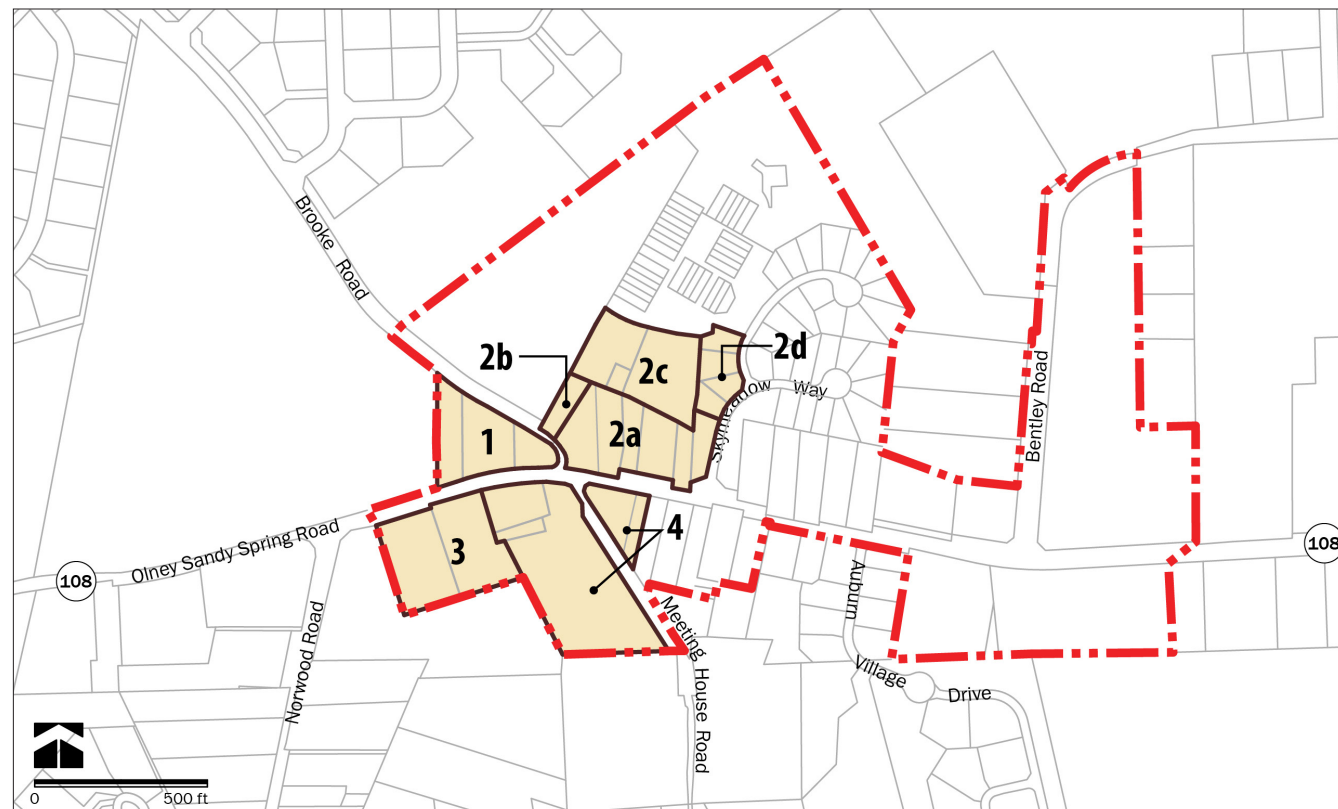 Brooke Road
2b
2c
2d
Skymeadow Way
2a
1
Bentley Road
108
Olney Sandy Spring Road
108
3
4
Norwood Road
Meeting House Road
Auburn Village Drive
0 500 ft